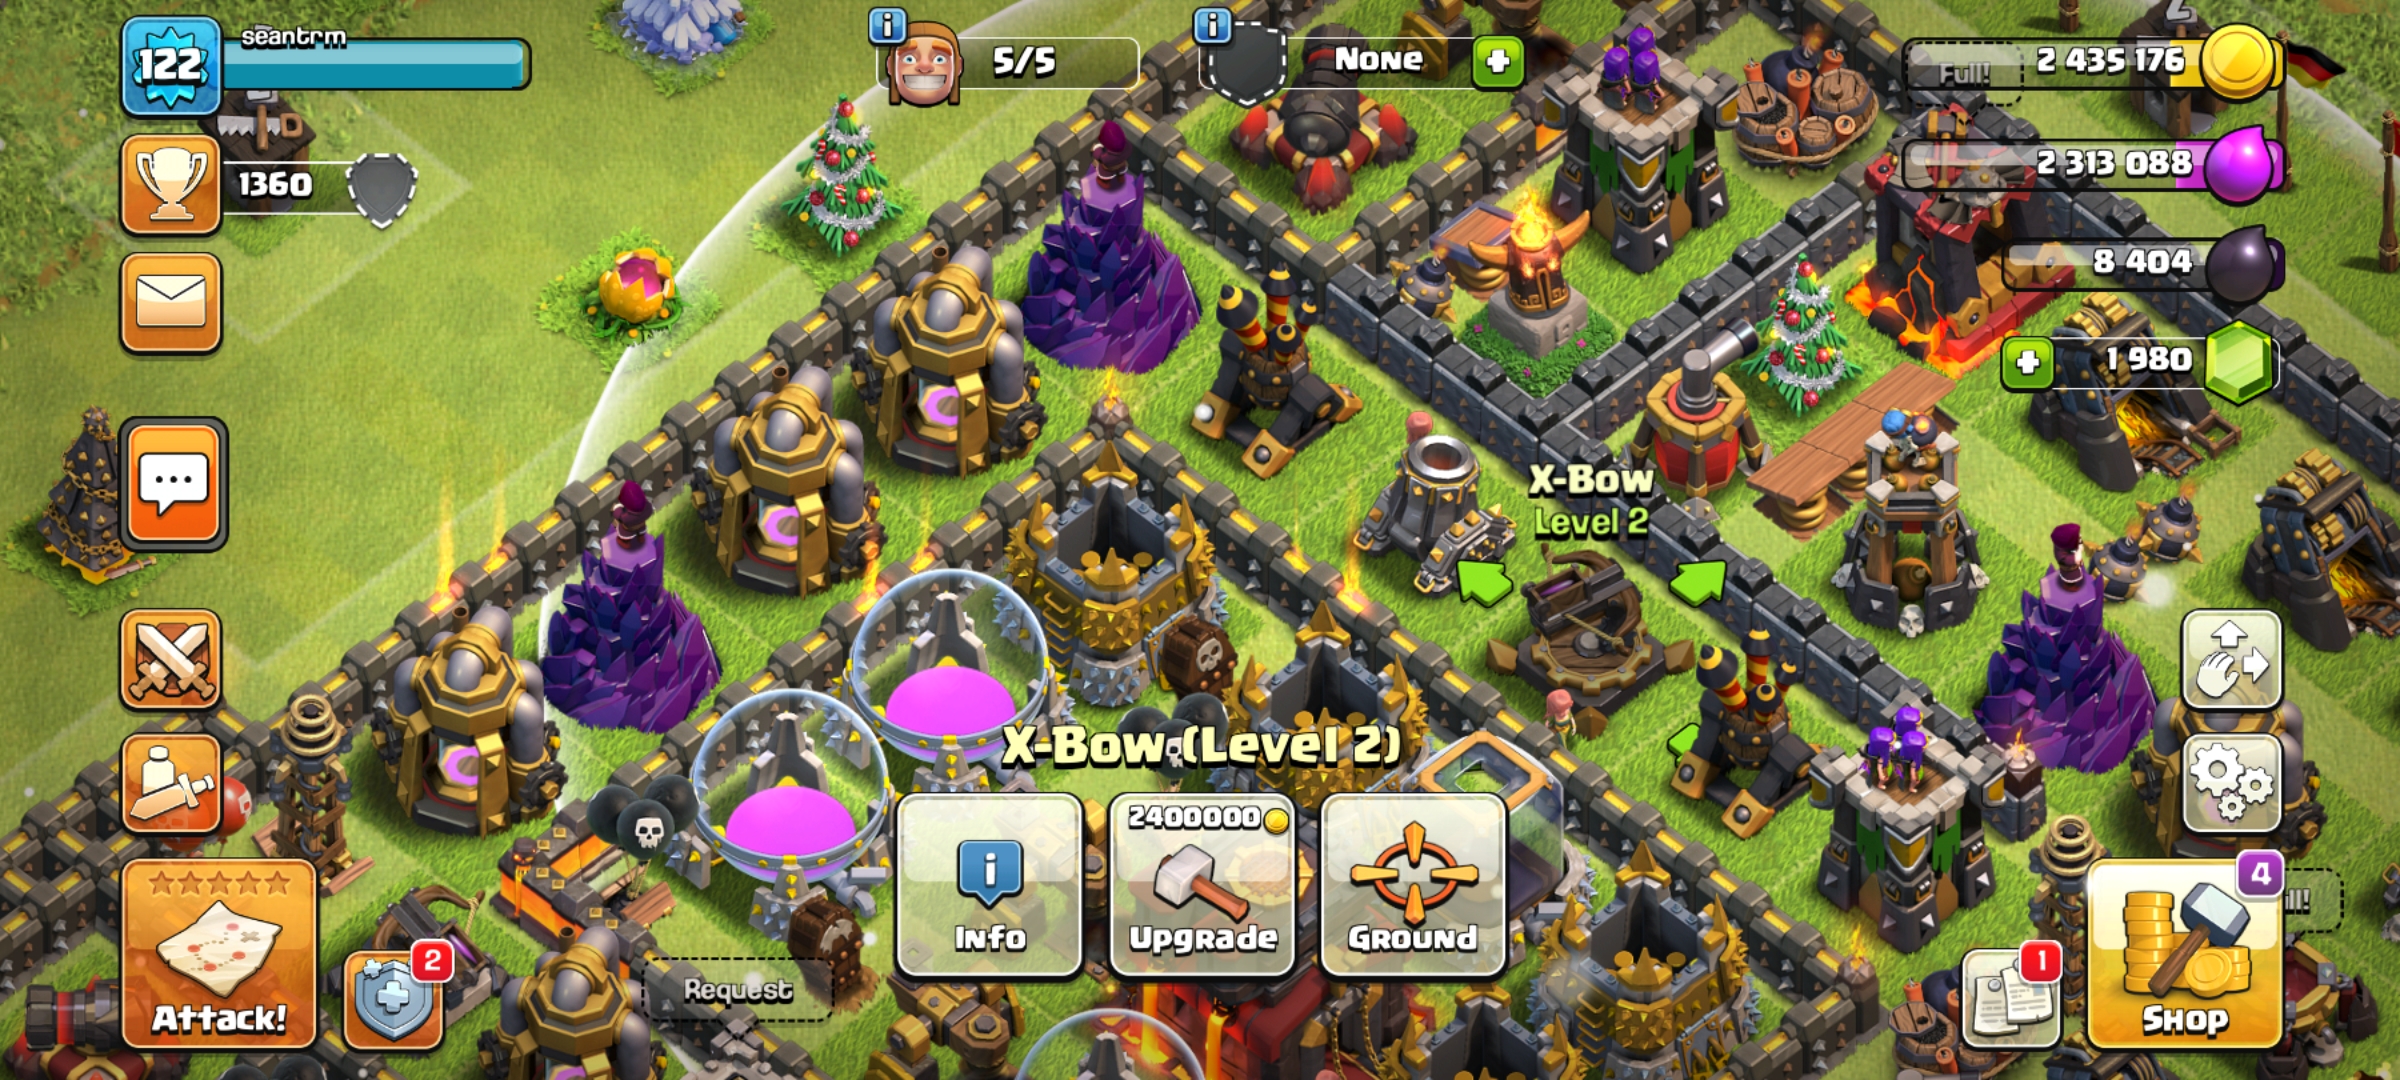 122
seantrm
5/5
None
Full!
2 435 176
1360
2 313 088
8 404
1 980
X-Bow
Level 2
X-Bow (Level 2)
2400000
Info
Upgrade
Ground
4
Attack!
2
Request
1
Shop